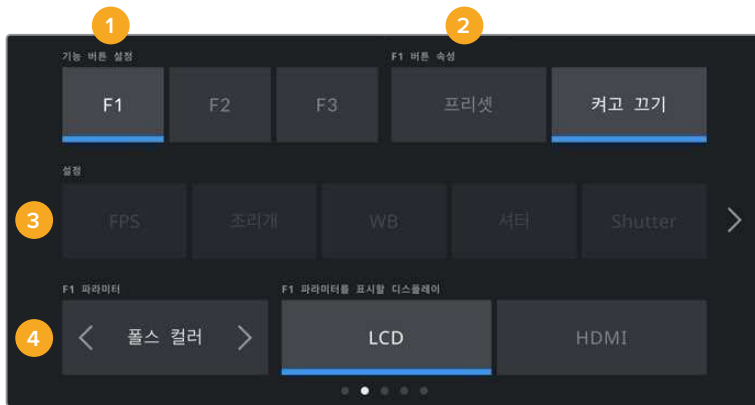 1
2
기능 버튼 설정
F1 버튼 속성
F1
F2
F3
프리셋
켜고 끄기
설정
3
FPS
조리개
WB
셔터
Shutter
F1 파라미터
F1 파라미터를 표시할 디스플레이
4
폴스 컬러
LCD
HDMI